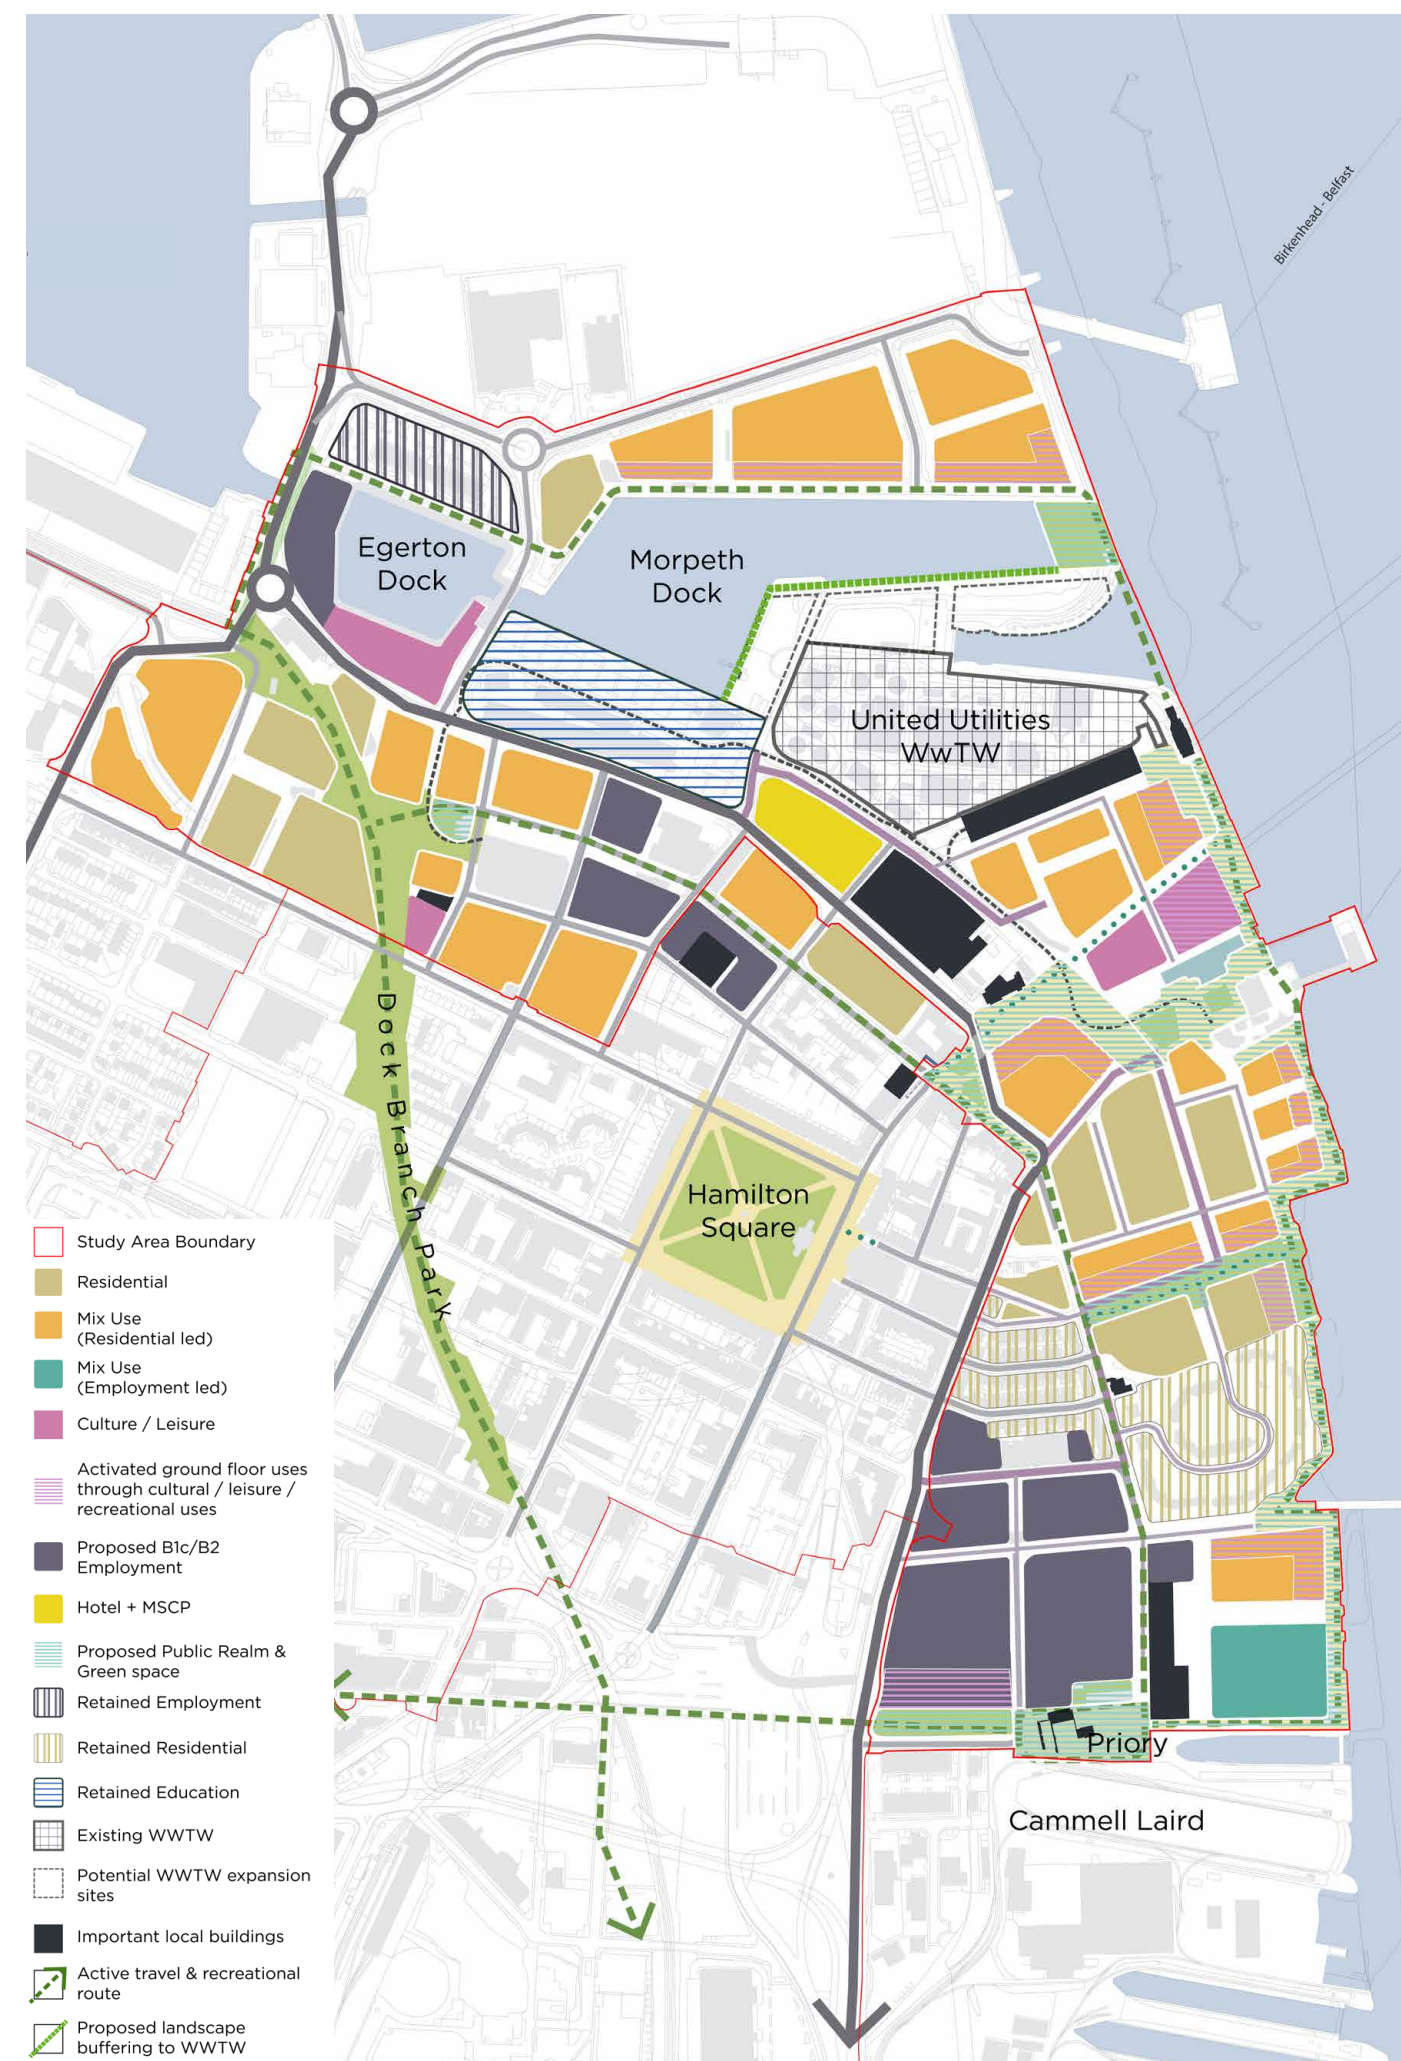 Birkenhead - Belfast
Egerton
Dock
Morpeth
Dock
United Utilities
WwTW
Dock Branch Park
Hamilton
Square
Priory
Cammell Laird
Study Area Boundary
Residential
Mix Use
(Residential led)
Mix Use
(Employment led)
Culture / Leisure
Activated ground floor uses
through cultural / leisure /
recreational uses
Proposed B1c/B2
Employment
Hotel + MSCP
Proposed Public Realm &
Green space
Retained Employment
Retained Residential
Retained Education
Existing WWTW
Potential WWTW expansion
sites
Important local buildings
Active travel & recreational
route
Proposed landscape
buffering to WWTW